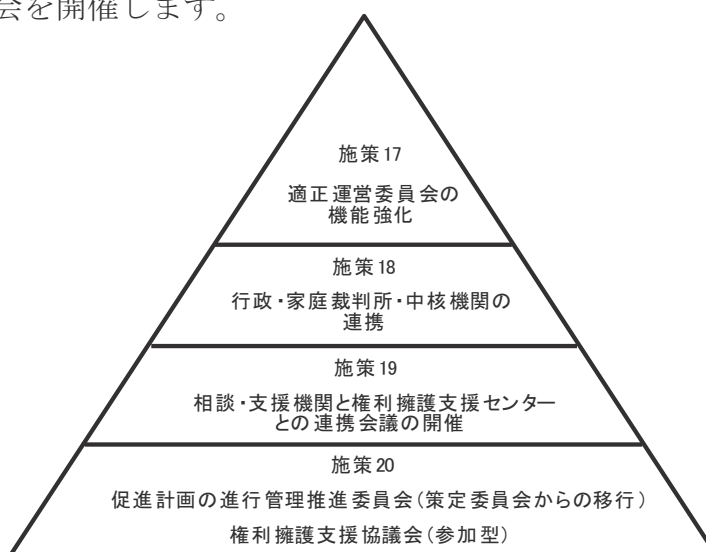 会を開催します。
施策17
適正運営委員会の
機能強化
施策18
行政・家庭裁判所・中核機関の
連携
施策19
相談・支援機関と権利擁護支援センター
との連携会議の開催
施策20
促進計画の進行管理推進委員会(策定委員会からの移行)
権利擁護支援協議会(参加型)